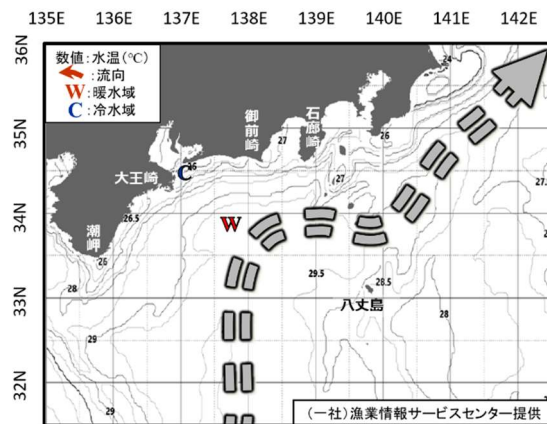 135E 136E 137E 138E 139E 140E 141E 142E
36N
35N
34N
33N
32N
数値:水温(℃)
:流向
W:暖水域
C:冷水域
御前崎
石廊崎
大王崎
潮岬
八丈島
C
W
24
26
27
26
27
26.5
26
28
29
29
29.5
28.5
28
27.
(一社)漁業情報サービスセンター提供